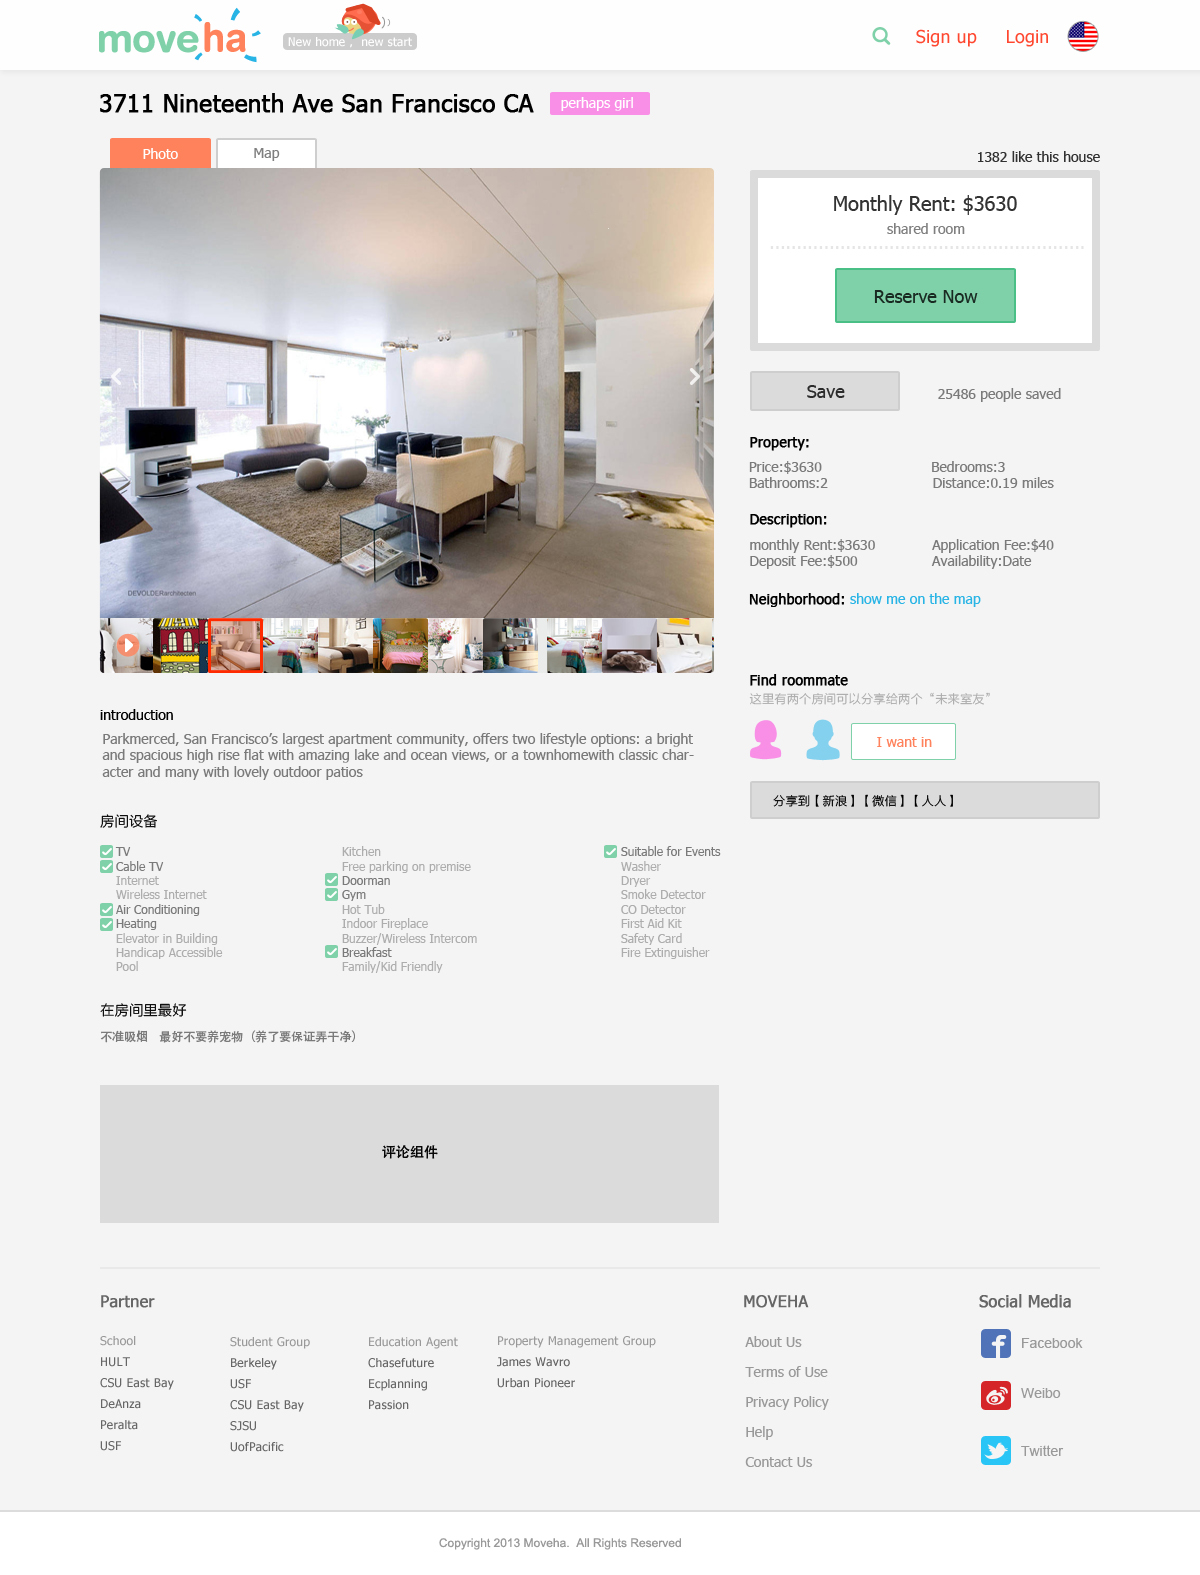 moveha
New home , new start
Sign up
Login
3711 Nineteenth Ave San Francisco CA
perhaps girl
Photo
Map
1382 like this house
Monthly Rent: $3630
shared room
Reserve Now
Save
25486 people saved
Property:
Price:$3630
Bedrooms:3
Bathrooms:2
Distance:0.19 miles
Description:
monthly Rent:$3630
Application Fee:$40
Deposit Fee:$500
Availability:Date
Neighborhood: show me on the map
DEVOLDERarchitecten
Find roommate
这里有两个房间可以分享给两个“未来室友”
I want in
分享到【新浪】【微信】【人人】
introduction
Parkmerced, San Francisco’s largest apartment community, offers two lifestyle options: a bright
and spacious high rise flat with amazing lake and ocean views, or a townhomewith classic char-
acter and many with lovely outdoor patios
房间设备
TV
Cable TV
Internet
Wireless Internet
Air Conditioning
Heating
Elevator in Building
Handicap Accessible
Pool
Kitchen
Free parking on premise
Doorman
Gym
Hot Tub
Indoor Fireplace
Buzzer/Wireless Intercom
Breakfast
Family/Kid Friendly
Suitable for Events
Washer
Dryer
Smoke Detector
CO Detector
First Aid Kit
Safety Card
Fire Extinguisher
在房间里最好
不准吸烟 最好不要养宠物（养了要保证弄干净）
评论组件
Partner
School
HULT
CSU East Bay
DeAnza
Peralta
USF
Student Group
Berkeley
USF
CSU East Bay
SJSU
UofPacific
Education Agent
Chasefuture
Ecplanning
Passion
Property Management Group
James Wavro
Urban Pioneer
MOVEHA
About Us
Terms of Use
Privacy Policy
Help
Contact Us
Social Media
Facebook
Weibo
Twitter
Copyright 2013 Moveha. All Rights Reserved